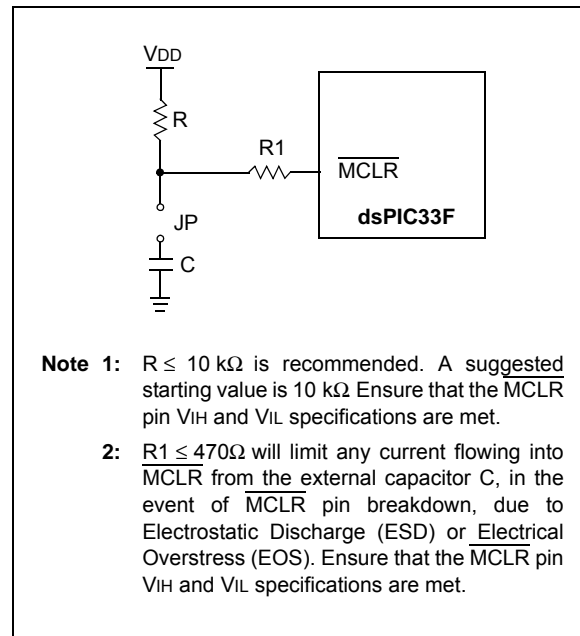 VDD
R
R1
MCLR
dsPIC33F
JP
C
Note 1: R ≤ 10 kΩ is recommended. A suggested
starting value is 10 kΩ Ensure that the MCLR
pin VIH and VIL specifications are met.
2: R1 ≤ 470Ω will limit any current flowing into
MCLR from the external capacitor C, in the
event of MCLR pin breakdown, due to
Electrostatic Discharge (ESD) or Electrical
Overstress (EOS). Ensure that the MCLR pin
VIH and VIL specifications are met.